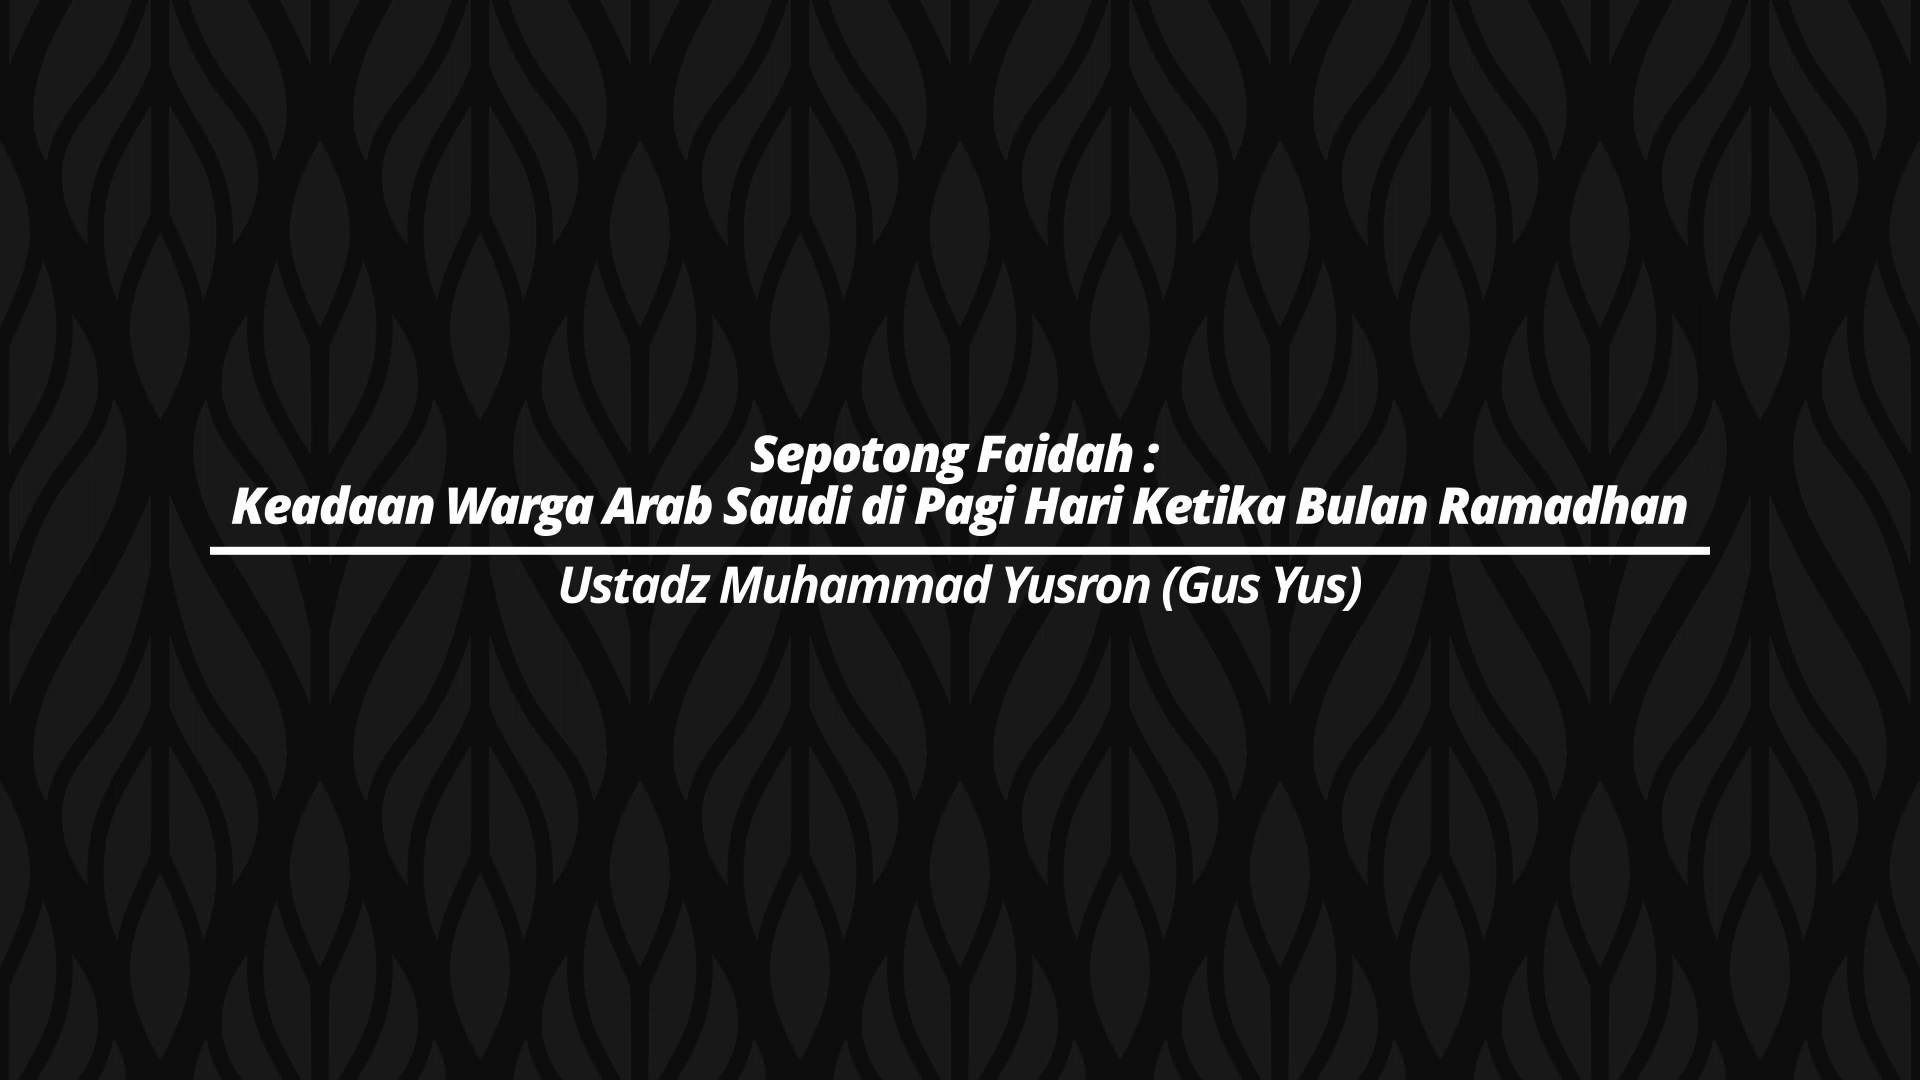 Sepotong Faidah :
Keadaan Warga Arab Saudi di Pagi Hari Ketika Bulan Ramadhan
Ustadz Muhammad Yusron (Gus Yus)